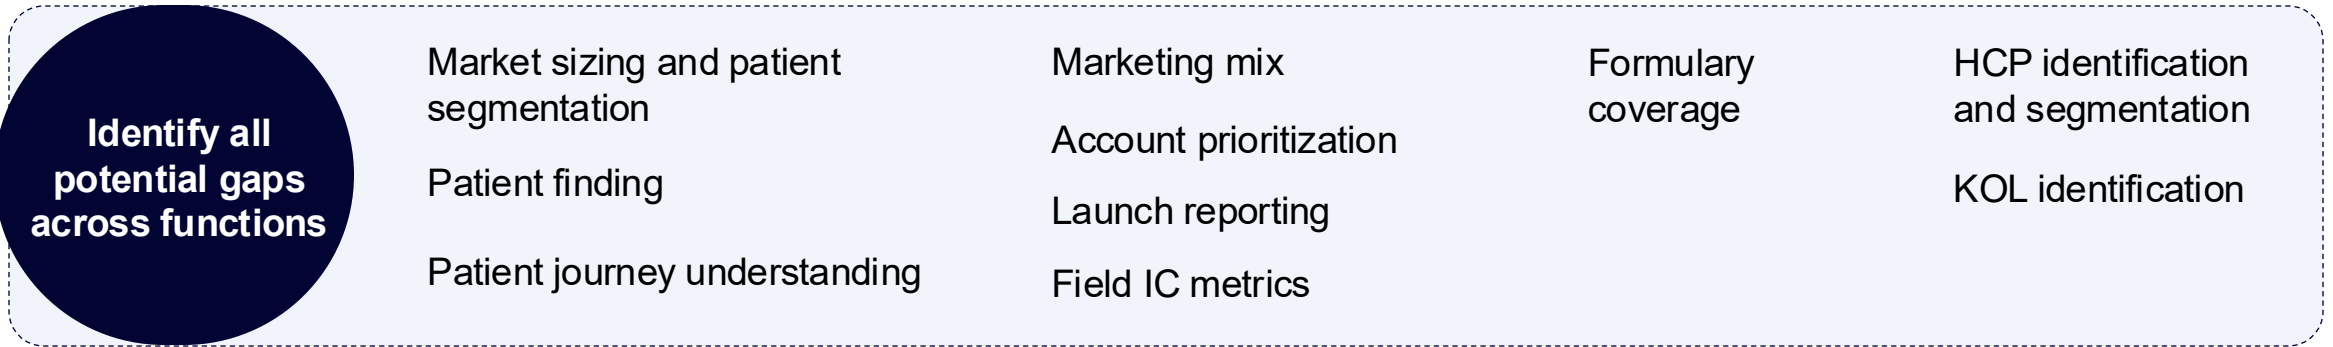 Identify all
potential gaps
across functions
Market sizing and patient
segmentation
Patient finding
Patient journey understanding
Marketing mix
Account prioritization
Launch reporting
Field IC metrics
Formulary
coverage
HCP identification
and segmentation
KOL identification